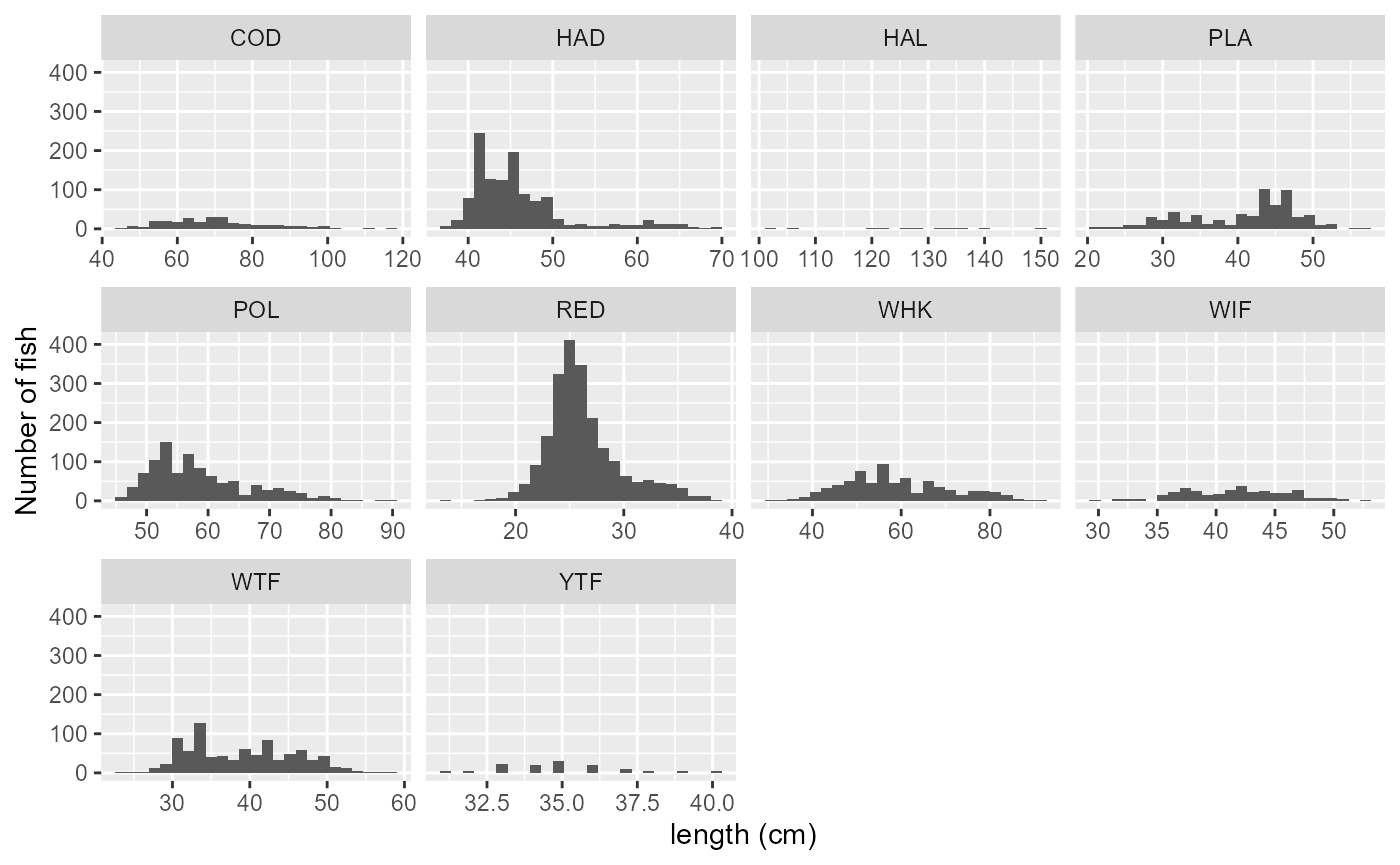 COD HAD HAL PLA
400
300
200
100
0
40 60 80 100 120 40 50 60 70 100 110 120 130 140 150 20 30 40 50
POL RED WHK WIF
400
300
200
100
0
50 60 70 80 90 20 30 40 40 60 80 30 35 40 45 50
WTF YTF
400
300
200
100
0
30 40 50 60 32.5 35.0 37.5 40.0
Number of fish
length (cm)